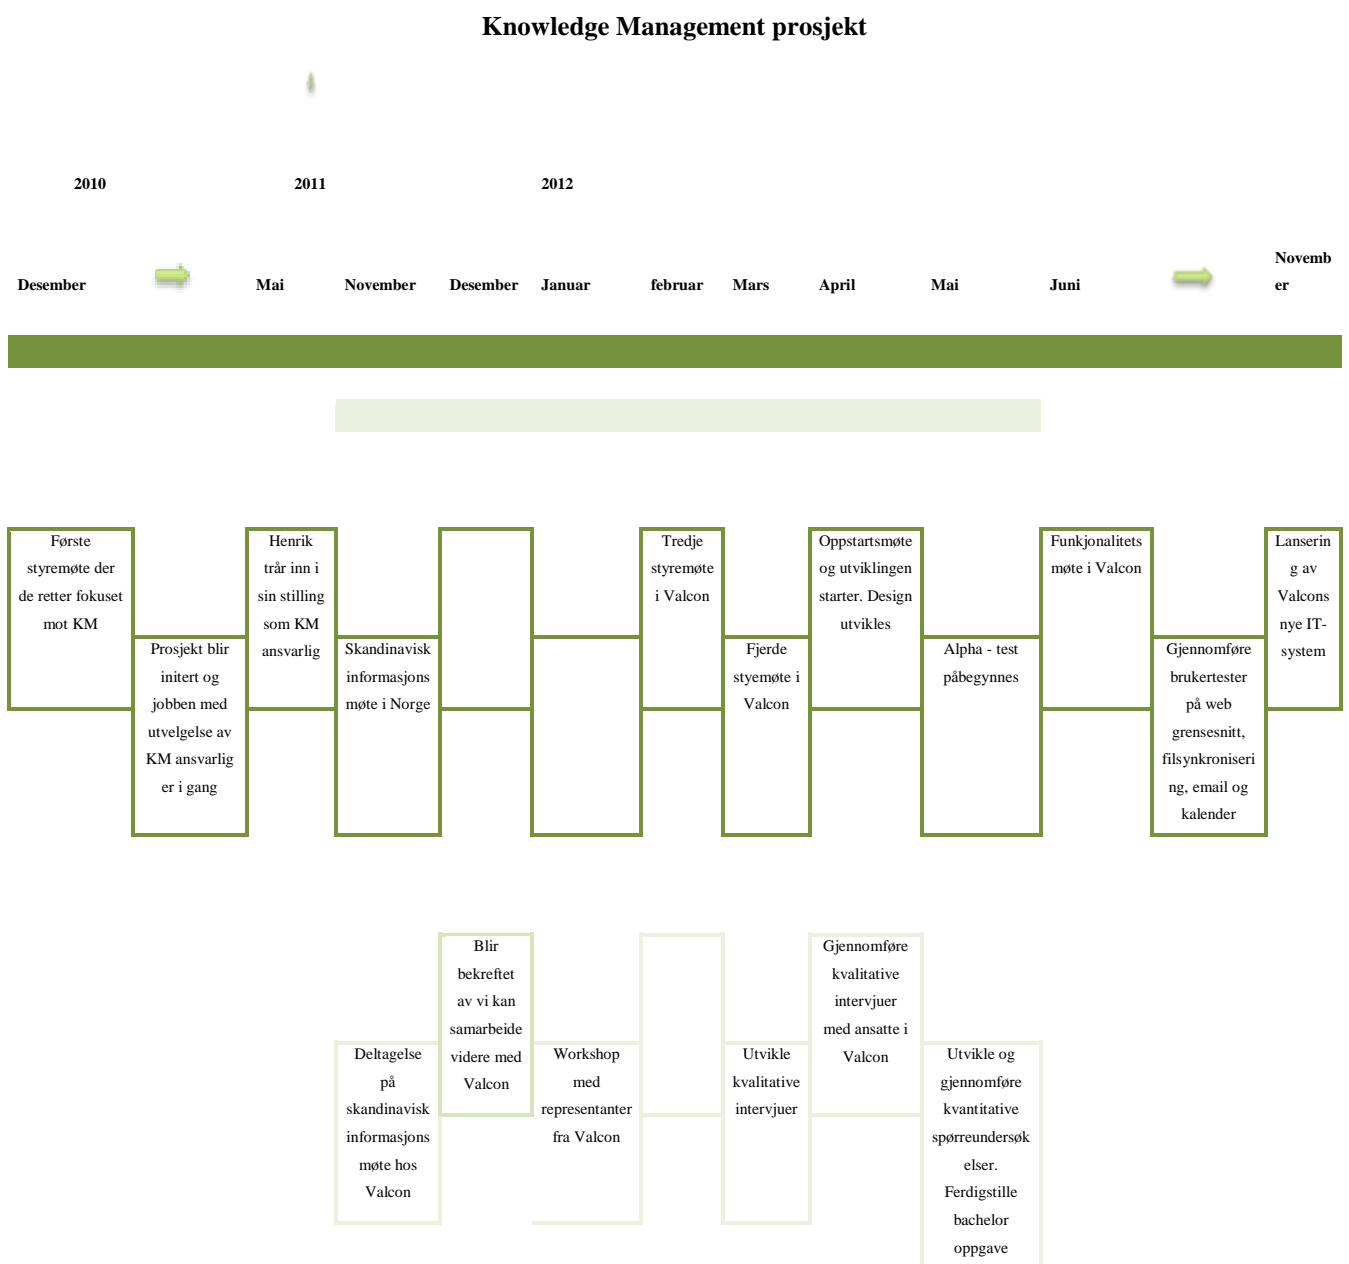 Knowledge Management prosjekt
2010
2011
2012
Desember
Mai
November
Desember
Januar
februar
Mars
April
Mai
Juni
Novemb
er
Første
styremøte der
de retter fokuset
mot KM
Prosjekt blir
initert og
jobben med
utvelgelse av
KM ansvarlig
er i gang
Henrik
trår inn i
sin stilling
som KM
ansvarlig
Skandinavisk
informasjons
møte i Norge
Tredje
styremøte
i Valcon
Fjerde
styemøte i
Valcon
Oppstartsmøte
og utviklingen
starter. Design
utvikles
Alpha - test
påbegynnes
Funkjonalitets
møte i Valcon
Gjennomføre
brukertester
på web
grensesnitt,
filsynkroniseri
ng, email og
kalender
Lanserin
g av
Valcons
nye IT-
system
Deltagelse
på
skandinavisk
informasjons
møte hos
Valcon
Blir
bekreftet
av vi kan
samarbeide
videre med
Valcon
Workshop
med
representanter
fra Valcon
Utvikle
kvalitative
intervjuer
Gjennomføre
kvalitative
intervjuer
med ansatte i
Valcon
Utvikle og
gjennomføre
kvantitative
spørreundersøk
elser.
Ferdigstille
bachelor
oppgave